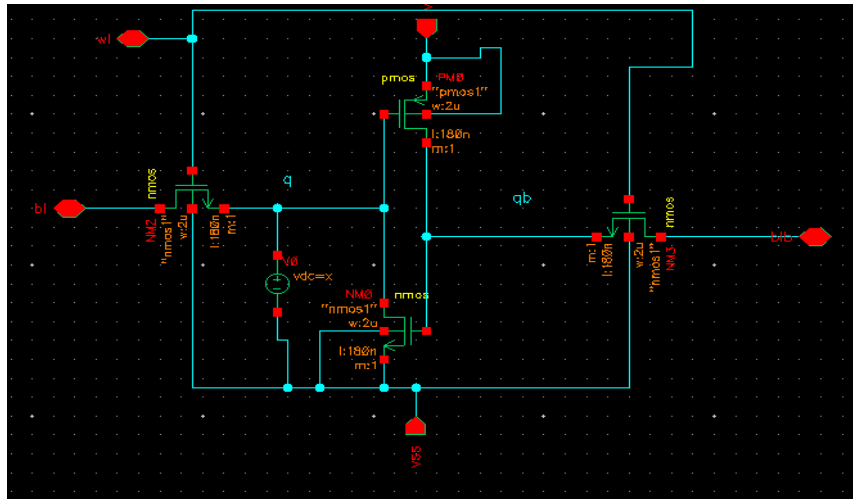 wl
pmos
PM0
"pmos1"
w:2u
l:180n
m:1
nmos
q
qb
bl
NM2
"nmos1"
w:2u
l:180n
m:1
V0
vdc=x
NM0
nmos
"nmos1"
w:2u
l:180n
m:1
nmos
blb
m:1
l:180n
w:2u
"nmos1"
NM3
vss